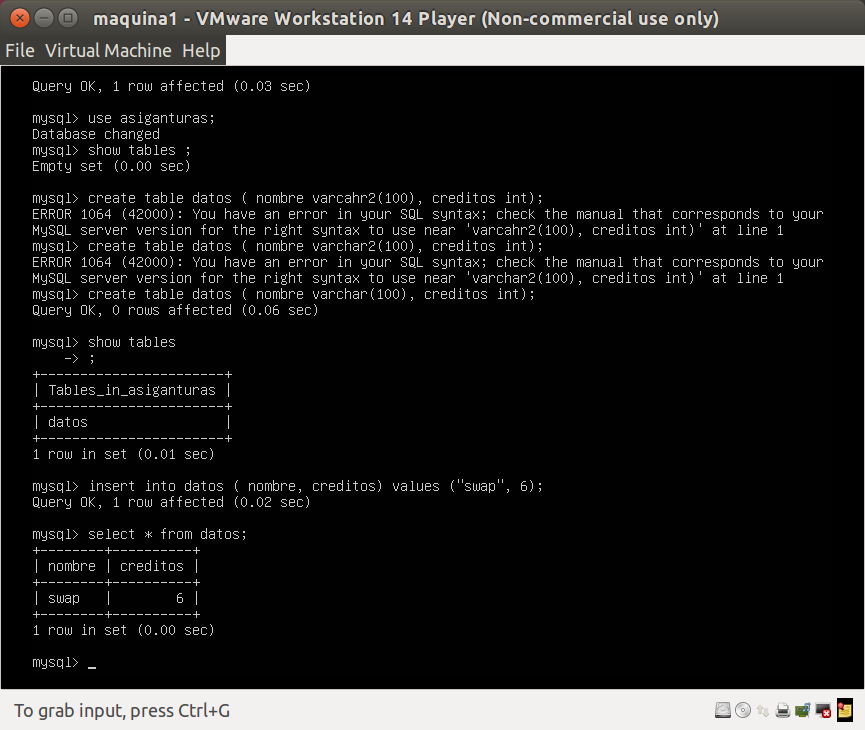 maquina1 - VMware Workstation 14 Player (Non-commercial use only)
File Virtual Machine Help
Query OK, 1 row affected (0.03 sec)
mysql> use asiganturas;
Database changed
mysql> show tables ;
Empty set (0.00 sec)
mysql> create table datos ( nombre varcahr2(100), creditos int);
ERROR 1064 (42000): You have an error in your SQL syntax; check the manual that corresponds to your
MySQL server version for the right syntax to use near 'varcahr2(100), creditos int)' at line 1
mysql> create table datos ( nombre varchar2(100), creditos int);
ERROR 1064 (42000): You have an error in your SQL syntax; check the manual that corresponds to your
MySQL server version for the right syntax to use near 'varchar2(100), creditos int)' at line 1
mysql> create table datos ( nombre varchar(100), creditos int);
Query OK, 0 rows affected (0.06 sec)
mysql> show tables
    -> ;
+-----------------------+
| Tables_in_asiganturas |
+-----------------------+
| datos                 |
+-----------------------+
1 row in set (0.01 sec)
mysql> insert into datos ( nombre, creditos) values ("swap", 6);
Query OK, 1 row affected (0.02 sec)
mysql> select * from datos;
+--------+----------+
| nombre | creditos |
+--------+----------+
| swap   |        6 |
+--------+----------+
1 row in set (0.00 sec)
mysql> _
To grab input, press Ctrl+G